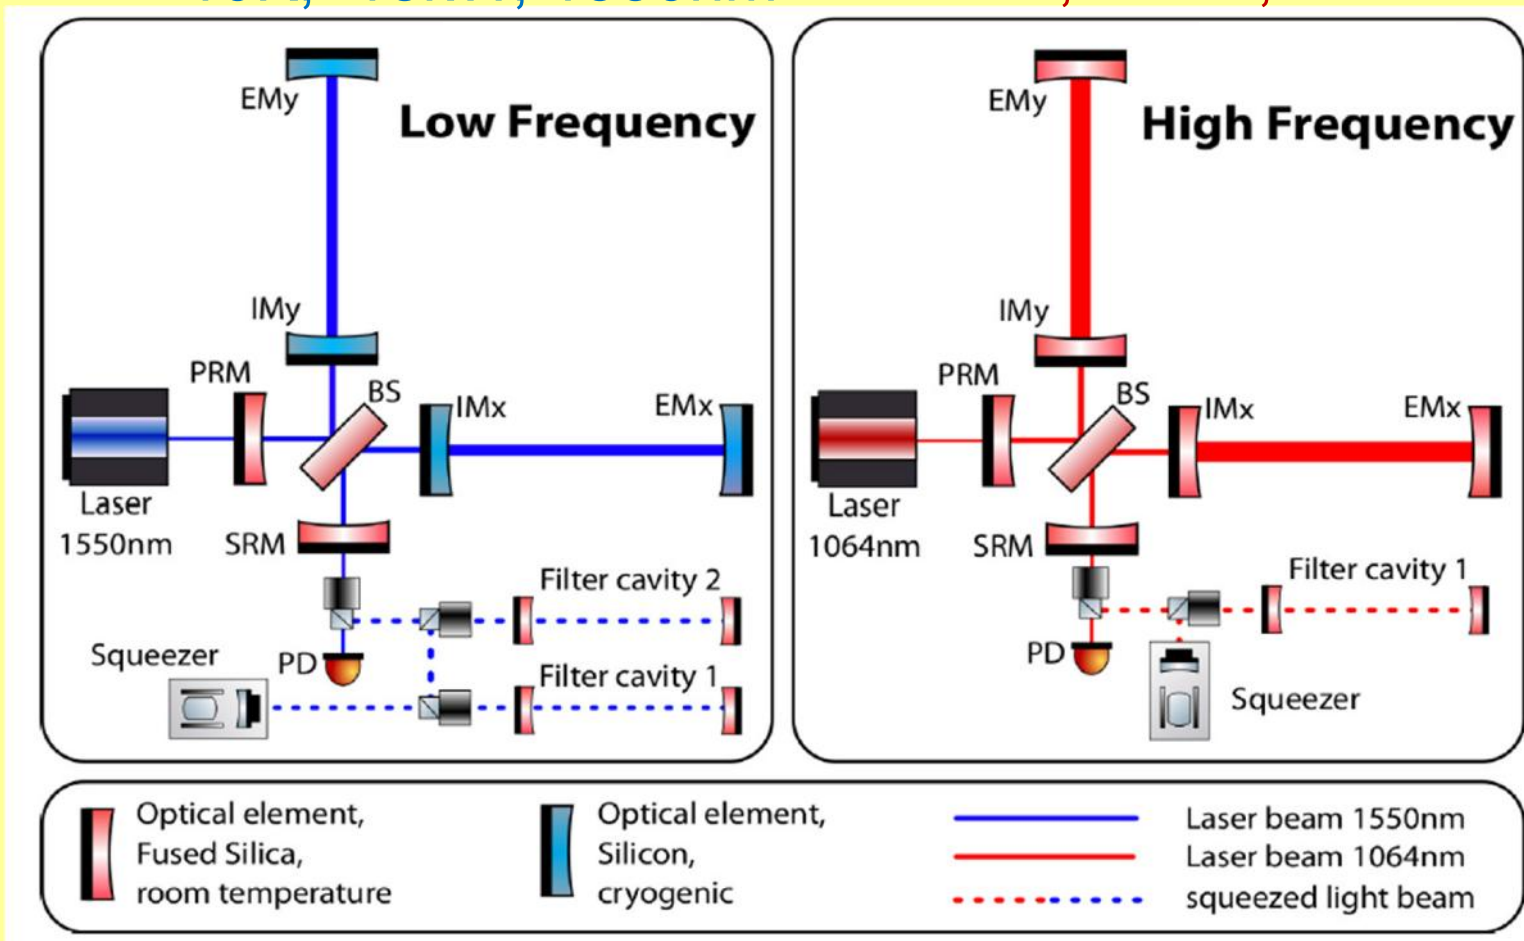 Low Frequency
EMy
IMy
PRM
BS
IMx
EMx
Laser
1550nm
SRM
Filter cavity 2
Squeezer
PD
Filter cavity 1
High Frequency
EMy
IMy
PRM
BS
IMx
EMx
Laser
1064nm
SRM
Filter cavity 1
PD
Squeezer
Optical element,
Fused Silica,
room temperature
Optical element,
Silicon,
cryogenic
Laser beam 1550nm
Laser beam 1064nm
squeezed light beam